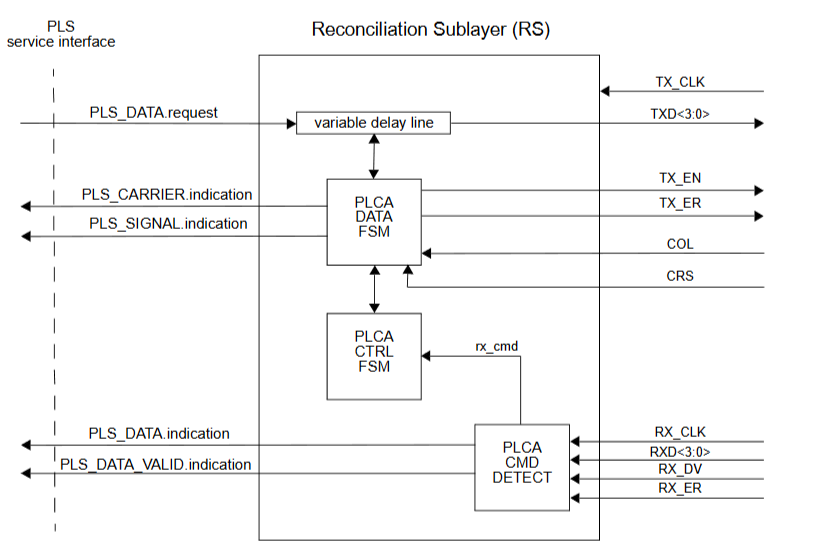 PLS
service interface
Reconciliation Sublayer (RS)
TX_CLK
PLS_DATA.request
variable delay line
TXD<3:0>
PLS_CARRIER.indication
PLS_SIGNAL.indication
PLCA
DATA
FSM
TX_EN
TX_ER
COL
CRS
PLCA
CTRL
FSM
rx_cmd
PLS_DATA.indication
PLS_DATA_VALID.indication
PLCA
CMD
DETECT
RX_CLK
RXD<3:0>
RX_DV
RX_ER